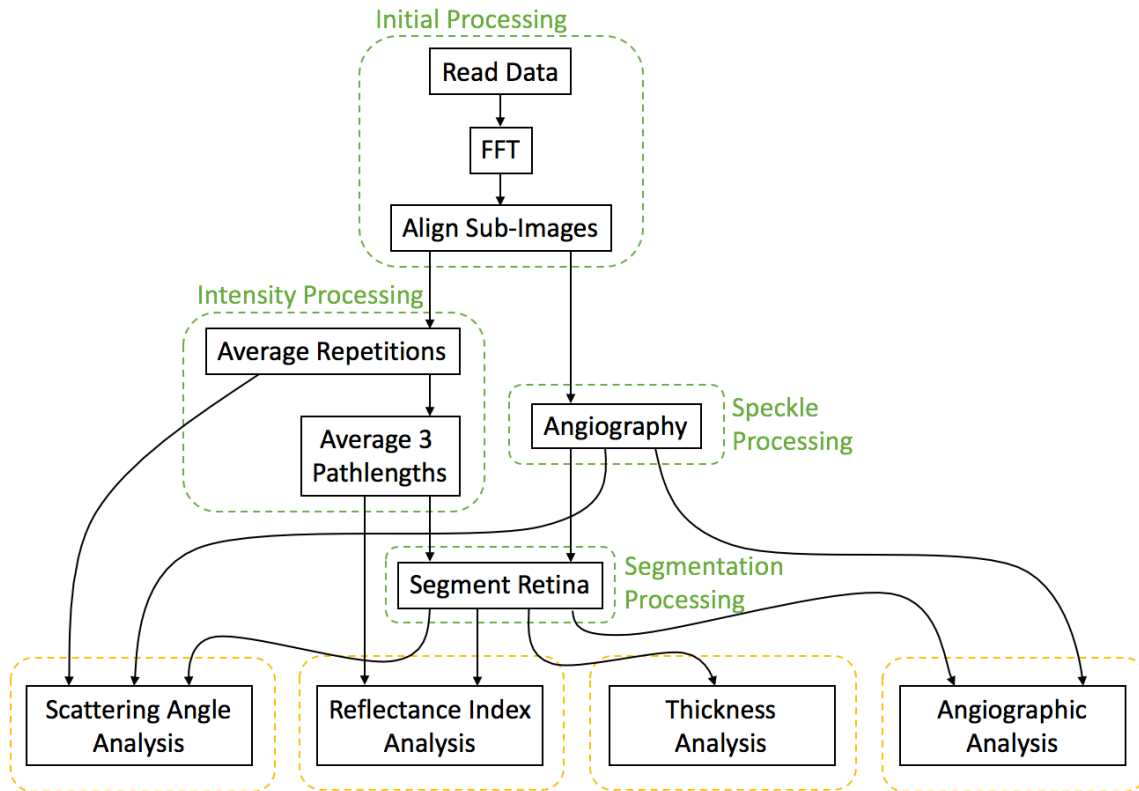 Initial Processing
Read Data
FFT
Align Sub-Images
Intensity Processing
Average Repetitions
Average 3
Pathlengths
Angiography
Speckle
Processing
Segment Retina
Segmentation
Processing
Scattering Angle
Analysis
Reflectance Index
Analysis
Thickness
Analysis
Angiographic
Analysis